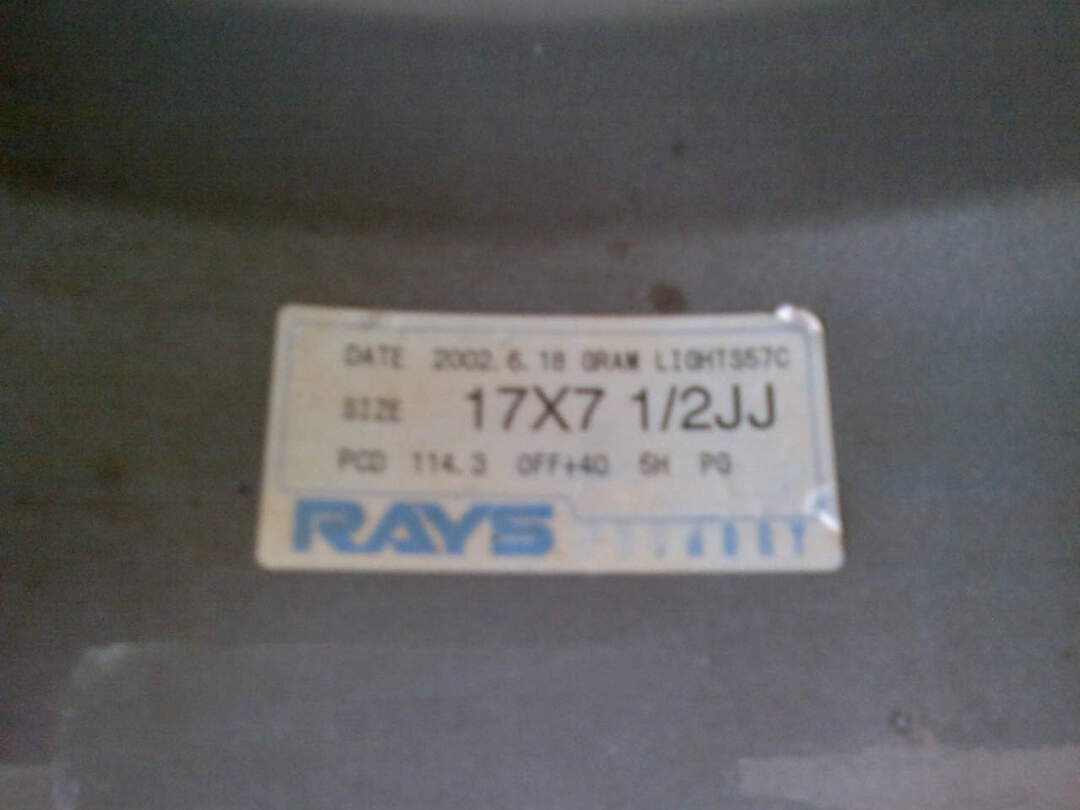 DATE 2002.6.18 GRAM LIGHTS57C
SIZE 17X7 1/2JJ
PCD 114.3 OFF+40 5H PG
RAYS